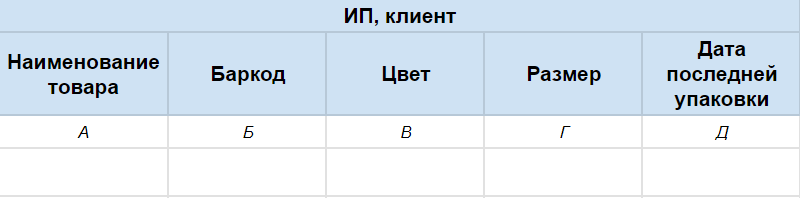 ИП, клиент
Наименование товара
Баркод
Цвет
Размер
Дата последней упаковки
А
Б
В
Г
Д